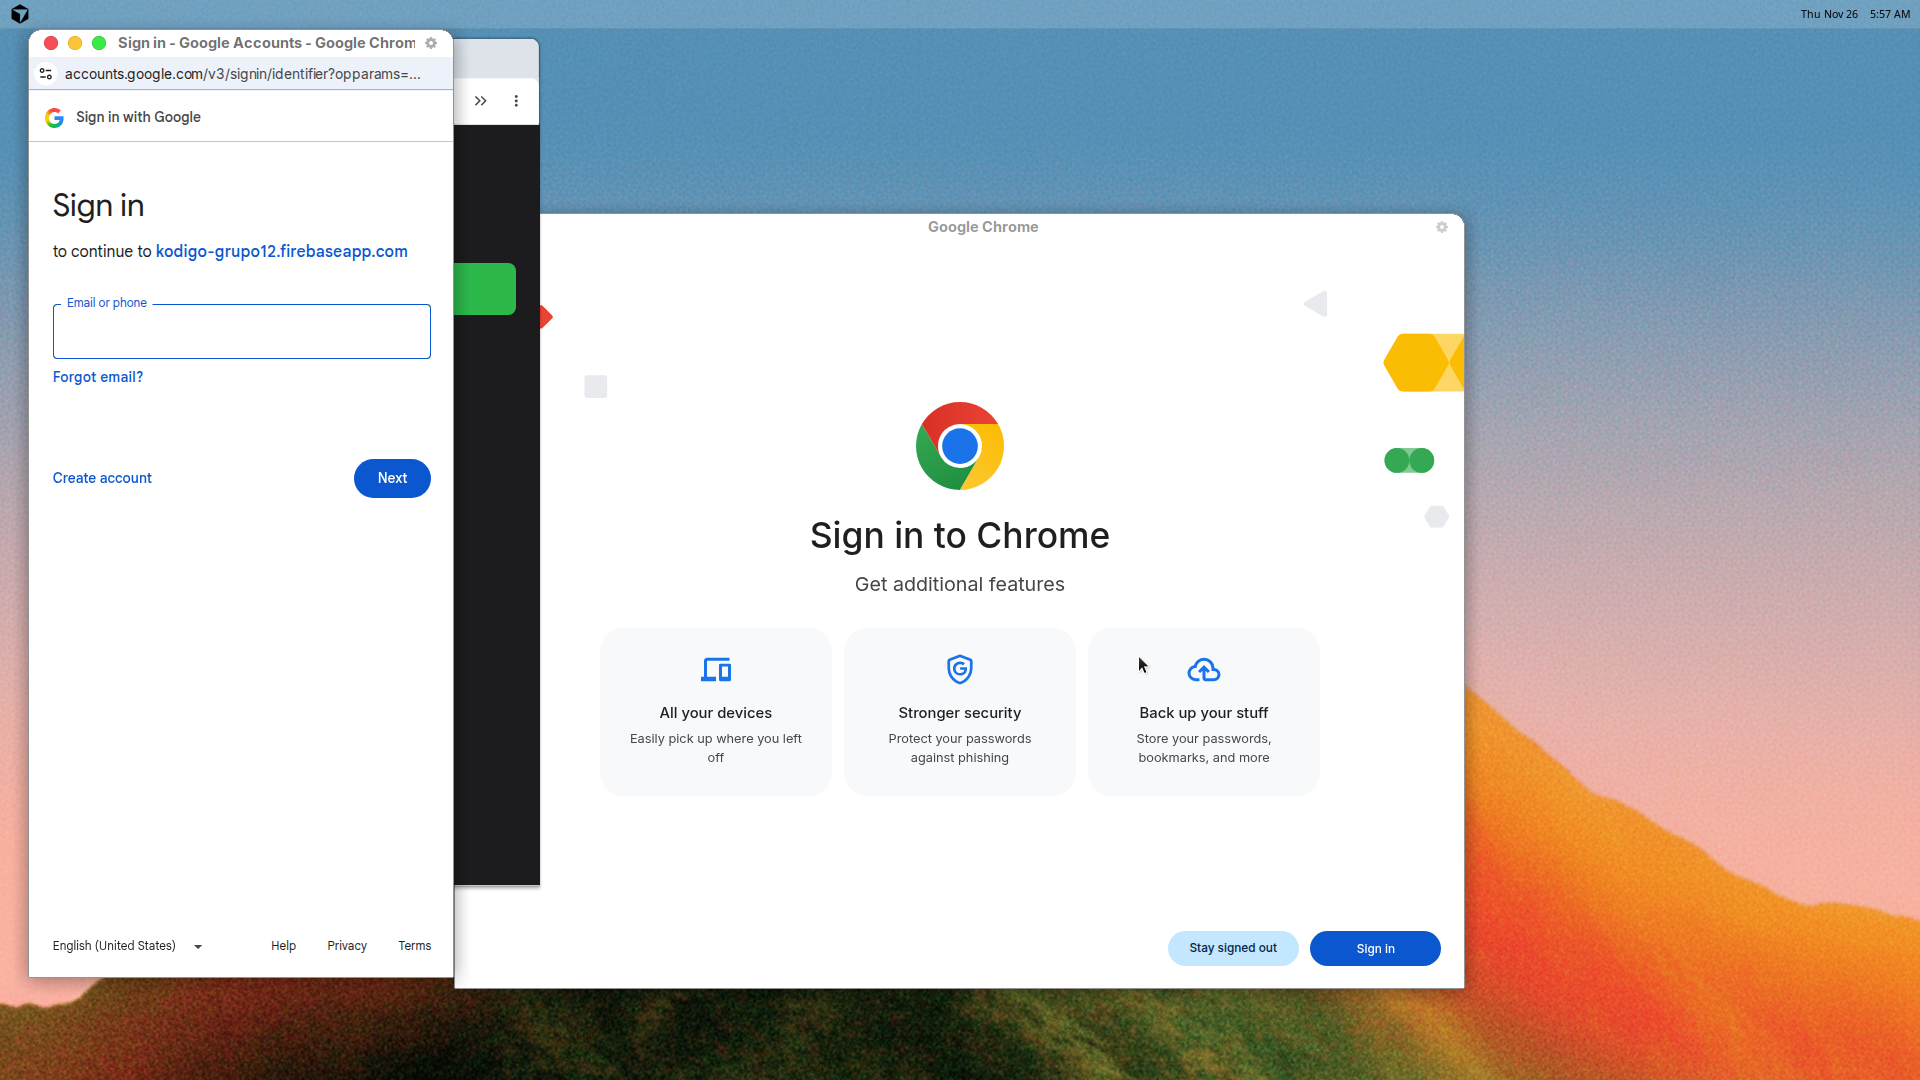 Thu Nov 26 5:57 AM
Sign in - Google Accounts - Google Chrom
accounts.google.com/v3/signin/identifier?opparams=...
Sign in with Google
Sign in
to continue to kodigo-grupo12.firebaseapp.com
Email or phone
Forgot email?
Create account
Next
English (United States)
Help
Privacy
Terms
Google Chrome
Sign in to Chrome
Get additional features
All your devices
Easily pick up where you left
off
Stronger security
Protect your passwords
against phishing
Back up your stuff
Store your passwords,
bookmarks, and more
Stay signed out
Sign in